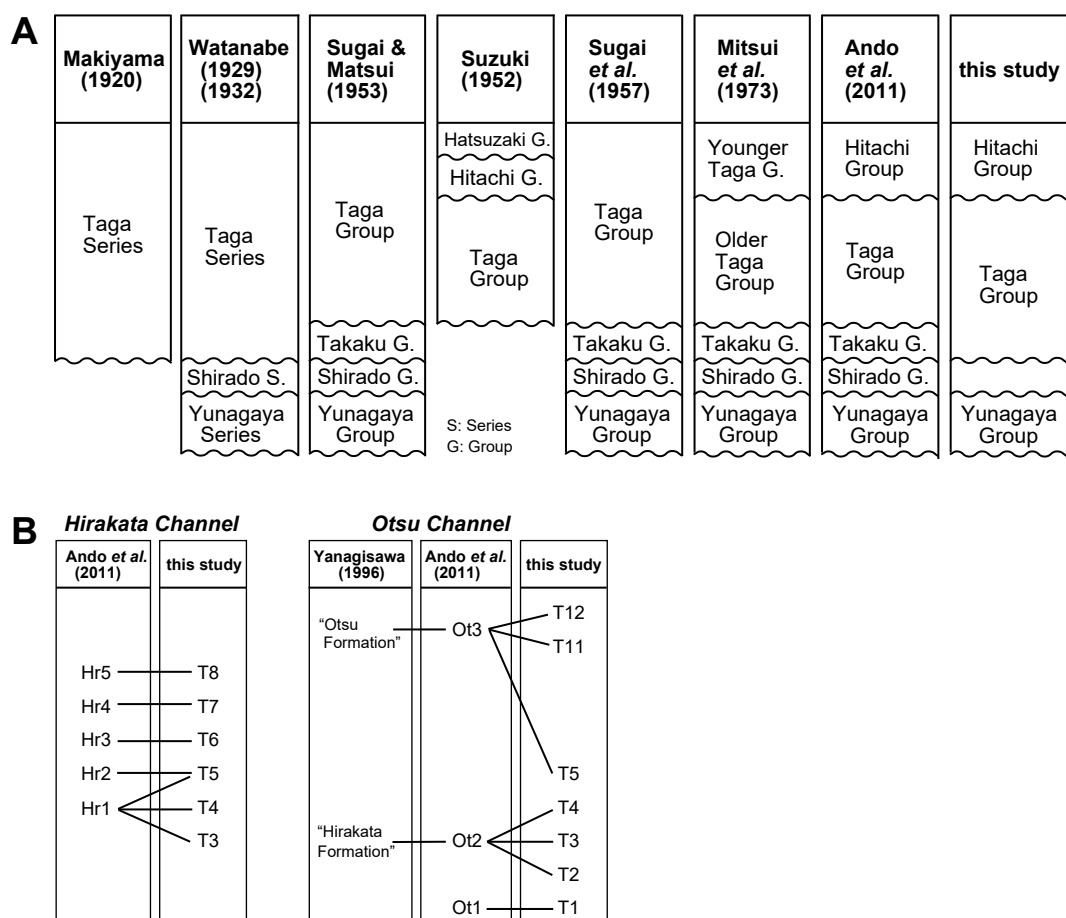 A
Makiyama
(1920)
Watanabe
(1929)
(1932)
Sugai &
Matsui
(1953)
Suzuki
(1952)
Sugai
et al.
(1957)
Mitsui
et al.
(1973)
Ando
et al.
(2011)
this study
Taga
Series
Taga
Series
Shirado S.
Yunagaya
Series
Taga
Group
Takaku G.
Shirado G.
Yunagaya
Group
Hatsuzaki G.
Hitachi G.
Taga
Group
S: Series
G: Group
Taga
Group
Takaku G.
Shirado G.
Yunagaya
Group
Younger
Taga G.
Older
Taga
Group
Takaku G.
Shirado G.
Yunagaya
Group
Hitachi
Group
Taga
Group
Takaku G.
Shirado G.
Yunagaya
Group
Hitachi
Group
Taga
Group
Yunagaya
Group
B
Hirakata Channel
Ando et al.
(2011)
this study
Hr5
T8
Hr4
T7
Hr3
T6
Hr2
T5
Hr1
T4
T3
Otsu Channel
Yanagisawa
(1996)
Ando et al.
(2011)
this study
“Otsu
Formation”
Ot3
T12
T11
T5
“Hirakata
Formation”
Ot2
T4
T3
T2
Ot1
T1